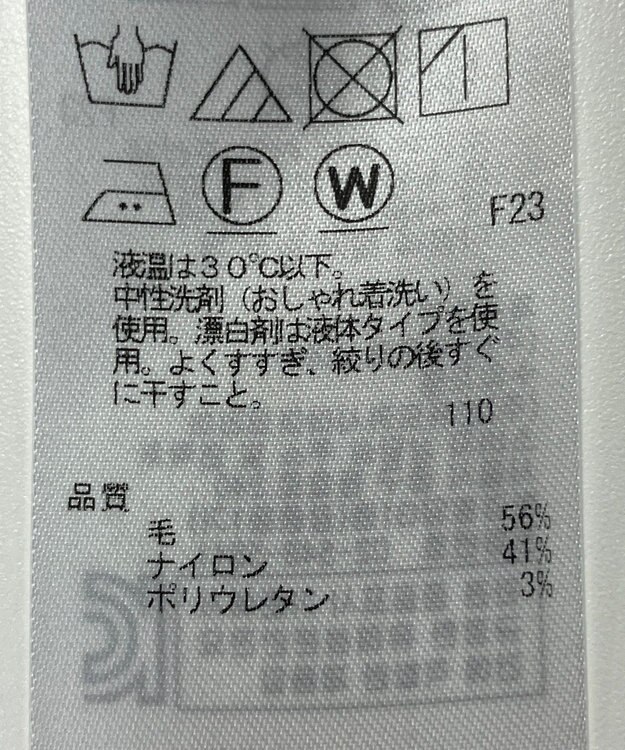 F
W
F23
液温は30℃以下。
中性洗剤（おしゃれ着洗い）を
使用。漂白剤は液体タイプを使
用。よくすすぎ、絞りの後すぐ
に干すこと。
110
品質
毛 56%
ナイロン 41%
ポリウレタン 3%